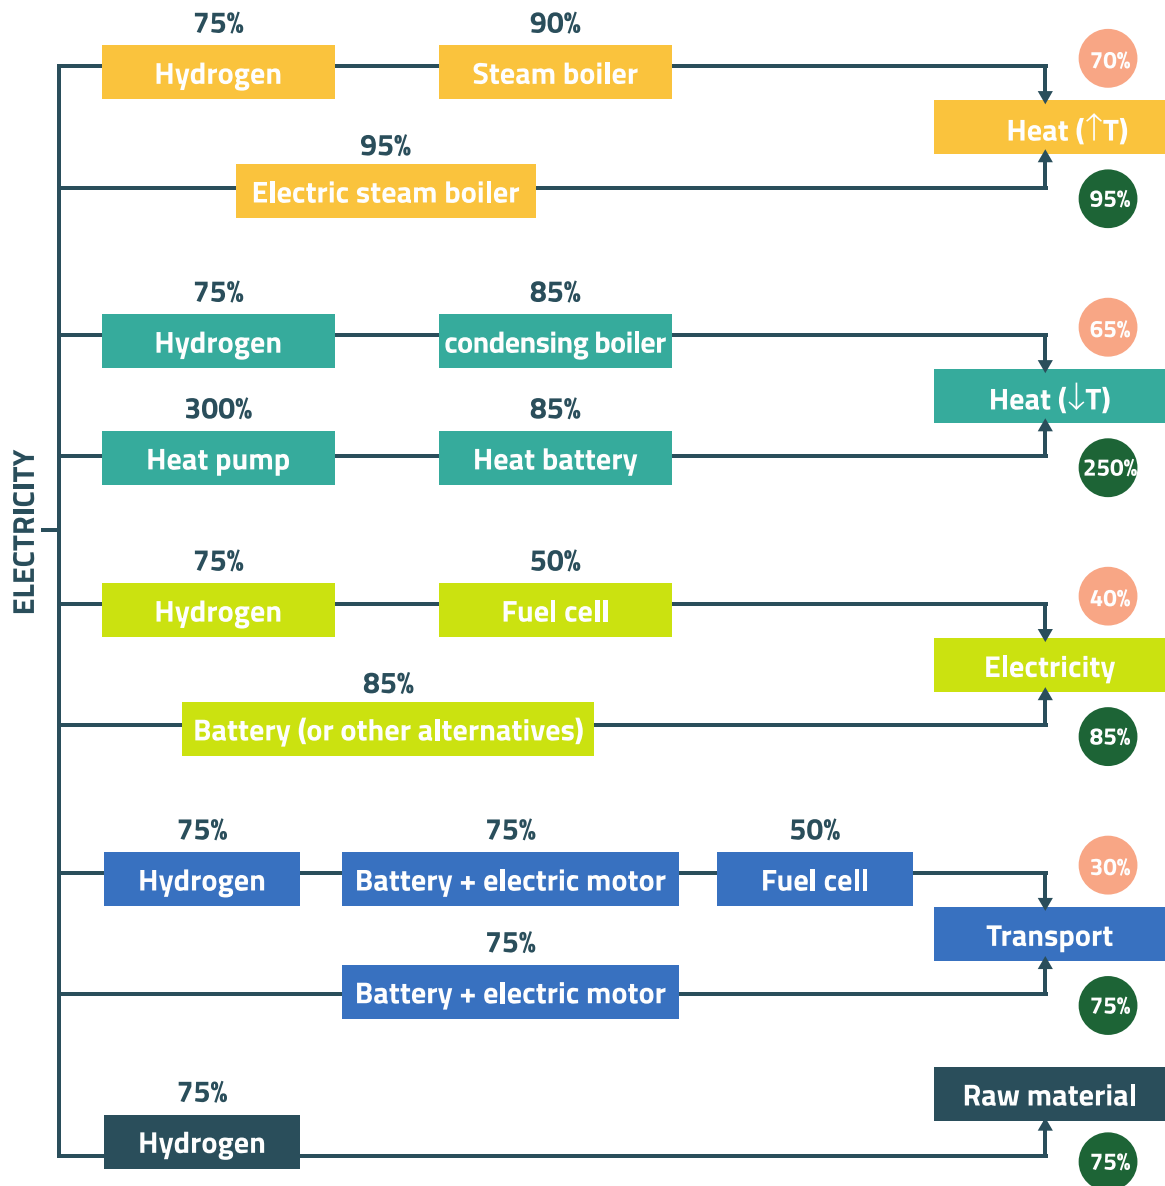 75%
90%
70%
Hydrogen
Steam boiler
Heat (↑T)
95%
Electric steam boiler
95%
75%
85%
65%
Hydrogen
condensing boiler
Heat (↓T)
300%
85%
Heat pump
Heat battery
250%
ELECTRICITY
75%
50%
40%
Hydrogen
Fuel cell
Electricity
85%
Battery (or other alternatives)
85%
75%
75%
50%
30%
Hydrogen
Battery + electric motor
Fuel cell
Transport
75%
Battery + electric motor
75%
75%
Raw material
Hydrogen
75%